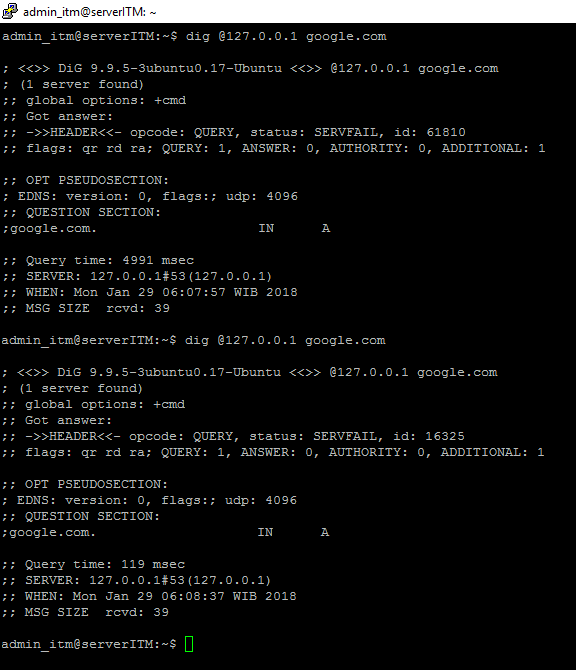 admin_itm@serverITM: ~
admin_itm@serverITM:~$ dig @127.0.0.1 google.com
; <<>> DiG 9.9.5-3ubuntu0.17-Ubuntu <<>> @127.0.0.1 google.com
; (1 server found)
;; global options: +cmd
;; Got answer:
;; ->>HEADER<<- opcode: QUERY, status: SERVFAIL, id: 61810
;; flags: qr rd ra; QUERY: 1, ANSWER: 0, AUTHORITY: 0, ADDITIONAL: 1
;; OPT PSEUDOSECTION:
; EDNS: version: 0, flags:; udp: 4096
;; QUESTION SECTION:
;google.com. IN A
;; Query time: 4991 msec
;; SERVER: 127.0.0.1#53(127.0.0.1)
;; WHEN: Mon Jan 29 06:07:57 WIB 2018
;; MSG SIZE rcvd: 39
admin_itm@serverITM:~$ dig @127.0.0.1 google.com
; <<>> DiG 9.9.5-3ubuntu0.17-Ubuntu <<>> @127.0.0.1 google.com
; (1 server found)
;; global options: +cmd
;; Got answer:
;; ->>HEADER<<- opcode: QUERY, status: SERVFAIL, id: 16325
;; flags: qr rd ra; QUERY: 1, ANSWER: 0, AUTHORITY: 0, ADDITIONAL: 1
;; OPT PSEUDOSECTION:
; EDNS: version: 0, flags:; udp: 4096
;; QUESTION SECTION:
;google.com. IN A
;; Query time: 119 msec
;; SERVER: 127.0.0.1#53(127.0.0.1)
;; WHEN: Mon Jan 29 06:08:37 WIB 2018
;; MSG SIZE rcvd: 39
admin_itm@serverITM:~$